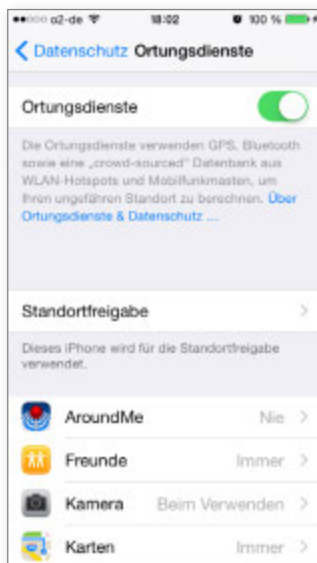 o2-de 18:02 100 %
Datenschutz Ortungsdienste
Ortungsdienste
Die Ortungsdienste verwenden GPS, Bluetooth
sowie eine „crowd-sourced“ Datenbank aus
WLAN-Hotspots und Mobilfunkmasten, um
Ihren ungefähren Standort zu berechnen. Über
Ortungsdienste & Datenschutz ...
Standortfreigabe
Dieses iPhone wird für die Standortfreigabe
verwendet.
AroundMe Nie
Freunde Immer
Kamera Beim Verwenden
Karten Immer